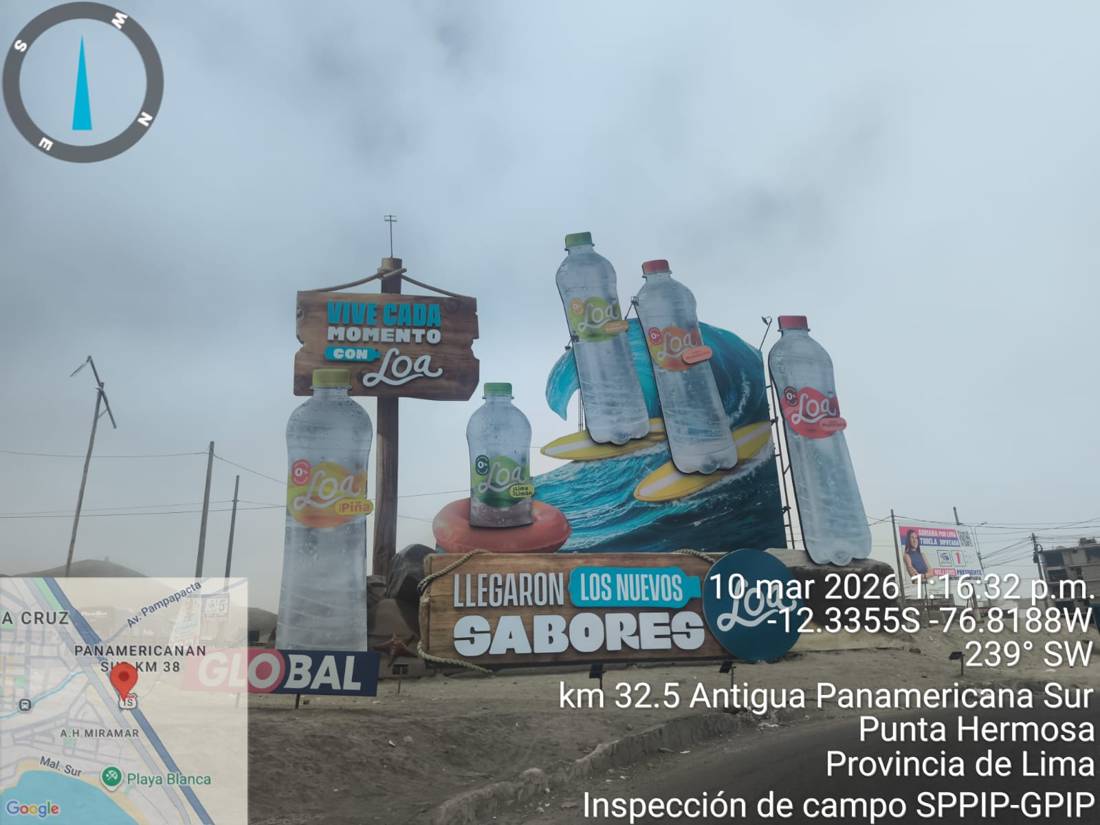 W
S
N
E
VIVE CADA
MOMENTO
CON Loa
Loa
Piña
Loa
Loa
Loa
Loa
LLEGARON LOS NUEVOS
SABORES
Loa
GLOBAL
10 mar 2026 1:16:32 p.m.
-12.3355S -76.8188W
239° SW
km 32.5 Antigua Panamericana Sur
Punta Hermosa
Provincia de Lima
Inspección de campo SPPIP-GPIP
A CRUZ
Av. Pampapacta
PANAMERICANAN
SU KM 38
1S
A.H MIRAMAR
Mal. Sur
Playa Blanca
Google